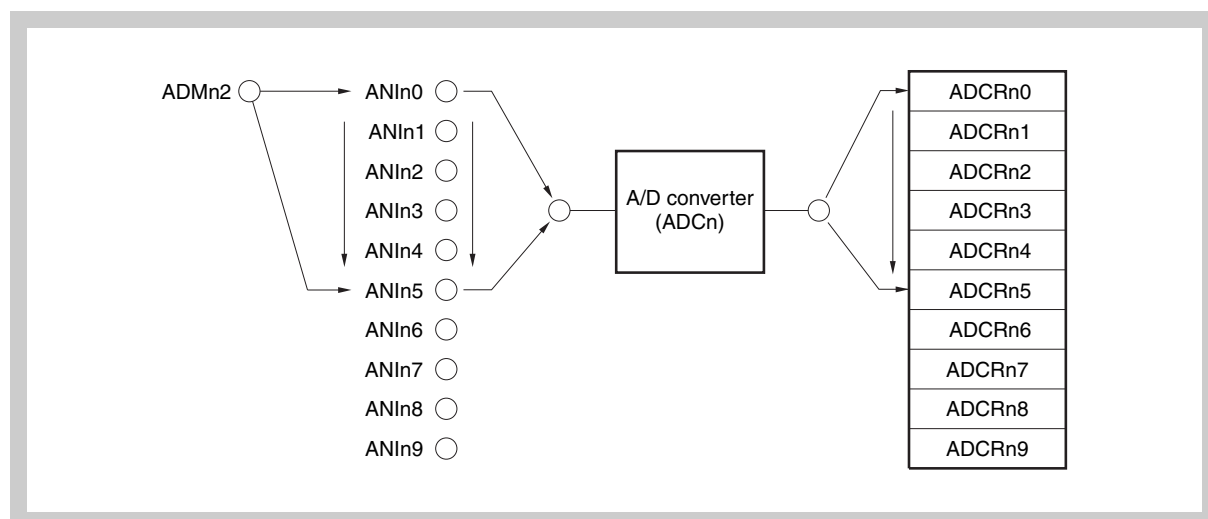 ADMn2
ANIn0
ANIn1
ANIn2
ANIn3
ANIn4
ANIn5
ANIn6
ANIn7
ANIn8
ANIn9
A/D converter
(ADCn)
ADCRn0
ADCRn1
ADCRn2
ADCRn3
ADCRn4
ADCRn5
ADCRn6
ADCRn7
ADCRn8
ADCRn9